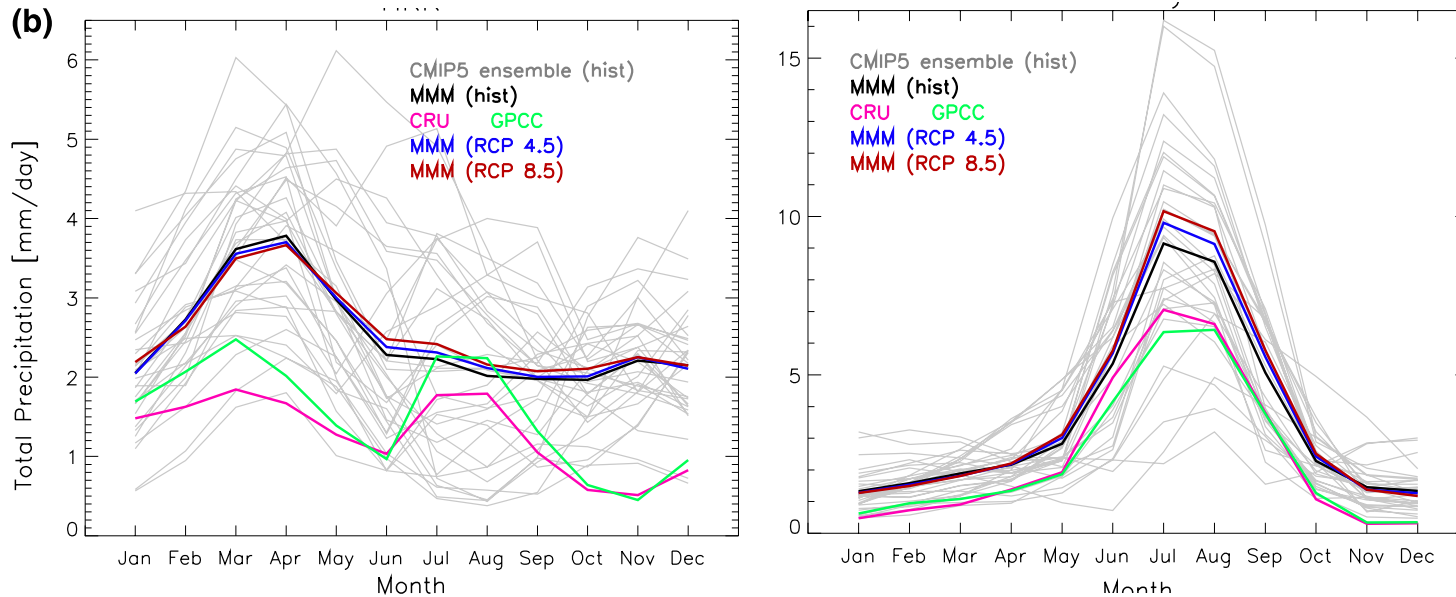 (b)
Total Precipitation [mm/day]
6
5
4
3
2
1
0
CMIP5 ensemble (hist)
MMM (hist)
CRU GPCC
MMM (RCP 4.5)
MMM (RCP 8.5)
Jan Feb Mar Apr May Jun Jul Aug Sep Oct Nov Dec
Month
15
10
5
0
CMIP5 ensemble (hist)
MMM (hist)
CRU GPCC
MMM (RCP 4.5)
MMM (RCP 8.5)
Jan Feb Mar Apr May Jun Jul Aug Sep Oct Nov Dec
Month